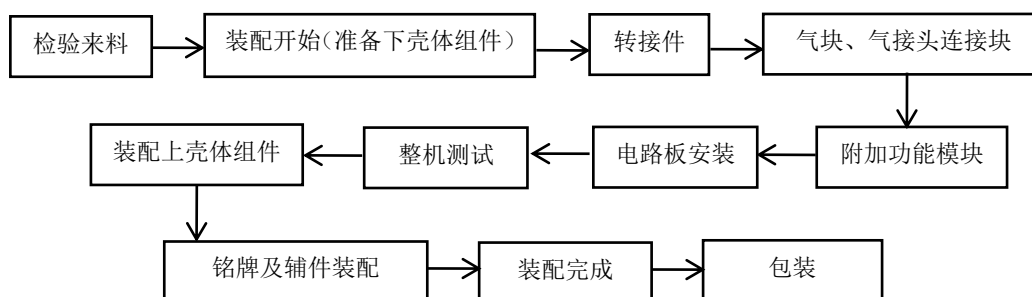 检验来料
装配开始（准备下壳体组件）
转接件
气块、气接头连接块
附加功能模块
电路板安装
整机测试
装配上壳体组件
铭牌及辅件装配
装配完成
包装